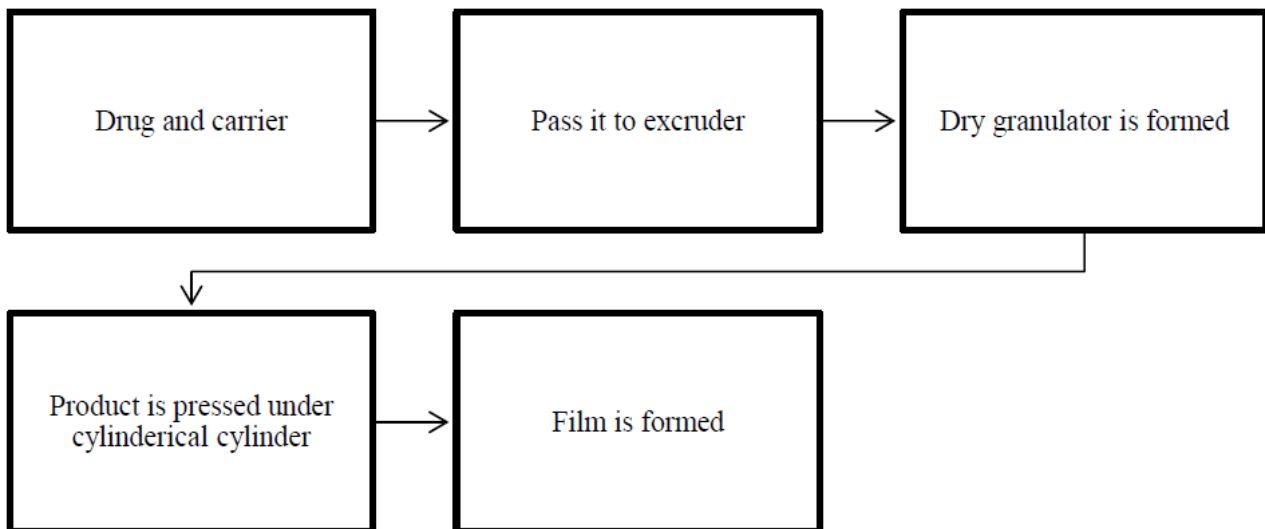 Drug and carrier
Pass it to excruder
Dry granulator is formed
Product is pressed under
cylinderical cylinder
Film is formed